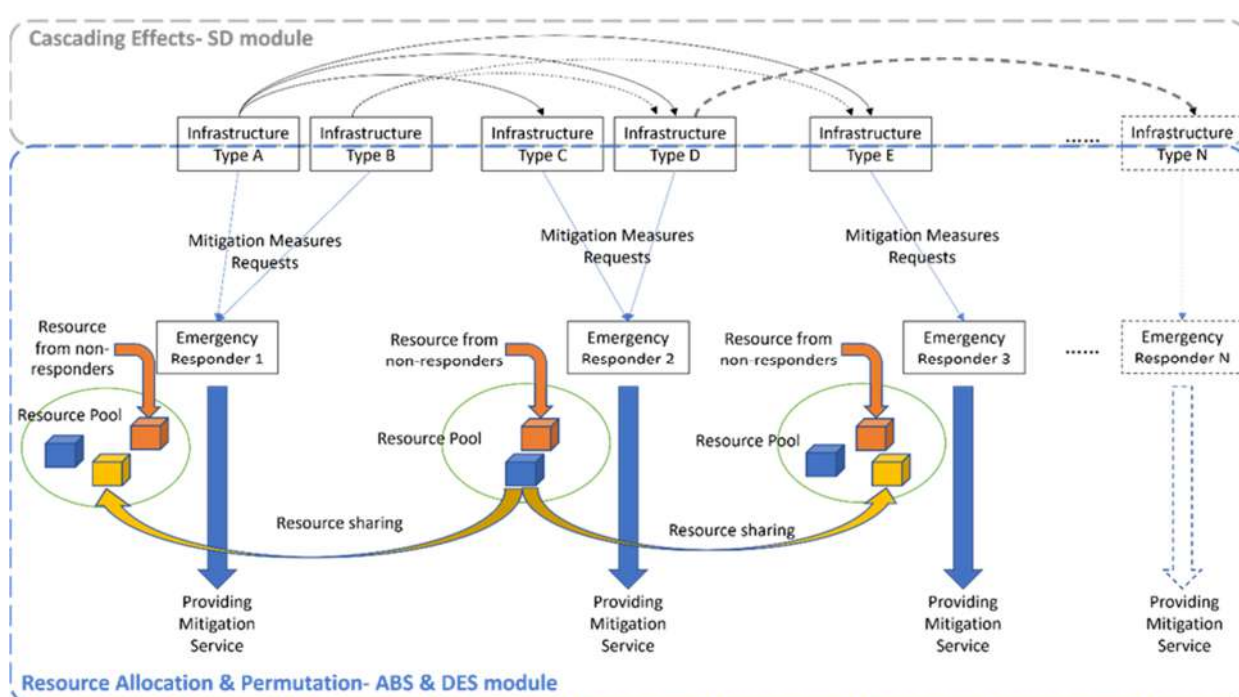 Cascading Effects- SD module
Infrastructure
Type A
Infrastructure
Type B
Infrastructure
Type C
Infrastructure
Type D
Infrastructure
Type E
......
Infrastructure
Type N
Mitigation Measures
Requests
Mitigation Measures
Requests
Mitigation Measures
Requests
Resource
from non-
responders
Emergency
Responder 1
Resource from
non-responders
Emergency
Responder 2
Resource from
non-responders
Emergency
Responder 3
......
Emergency
Responder N
Resource Pool
Resource Pool
Resource Pool
Resource sharing
Resource sharing
Providing
Mitigation
Service
Providing
Mitigation
Service
Providing
Mitigation
Service
Providing
Mitigation
Service
Resource Allocation & Permutation- ABS & DES module